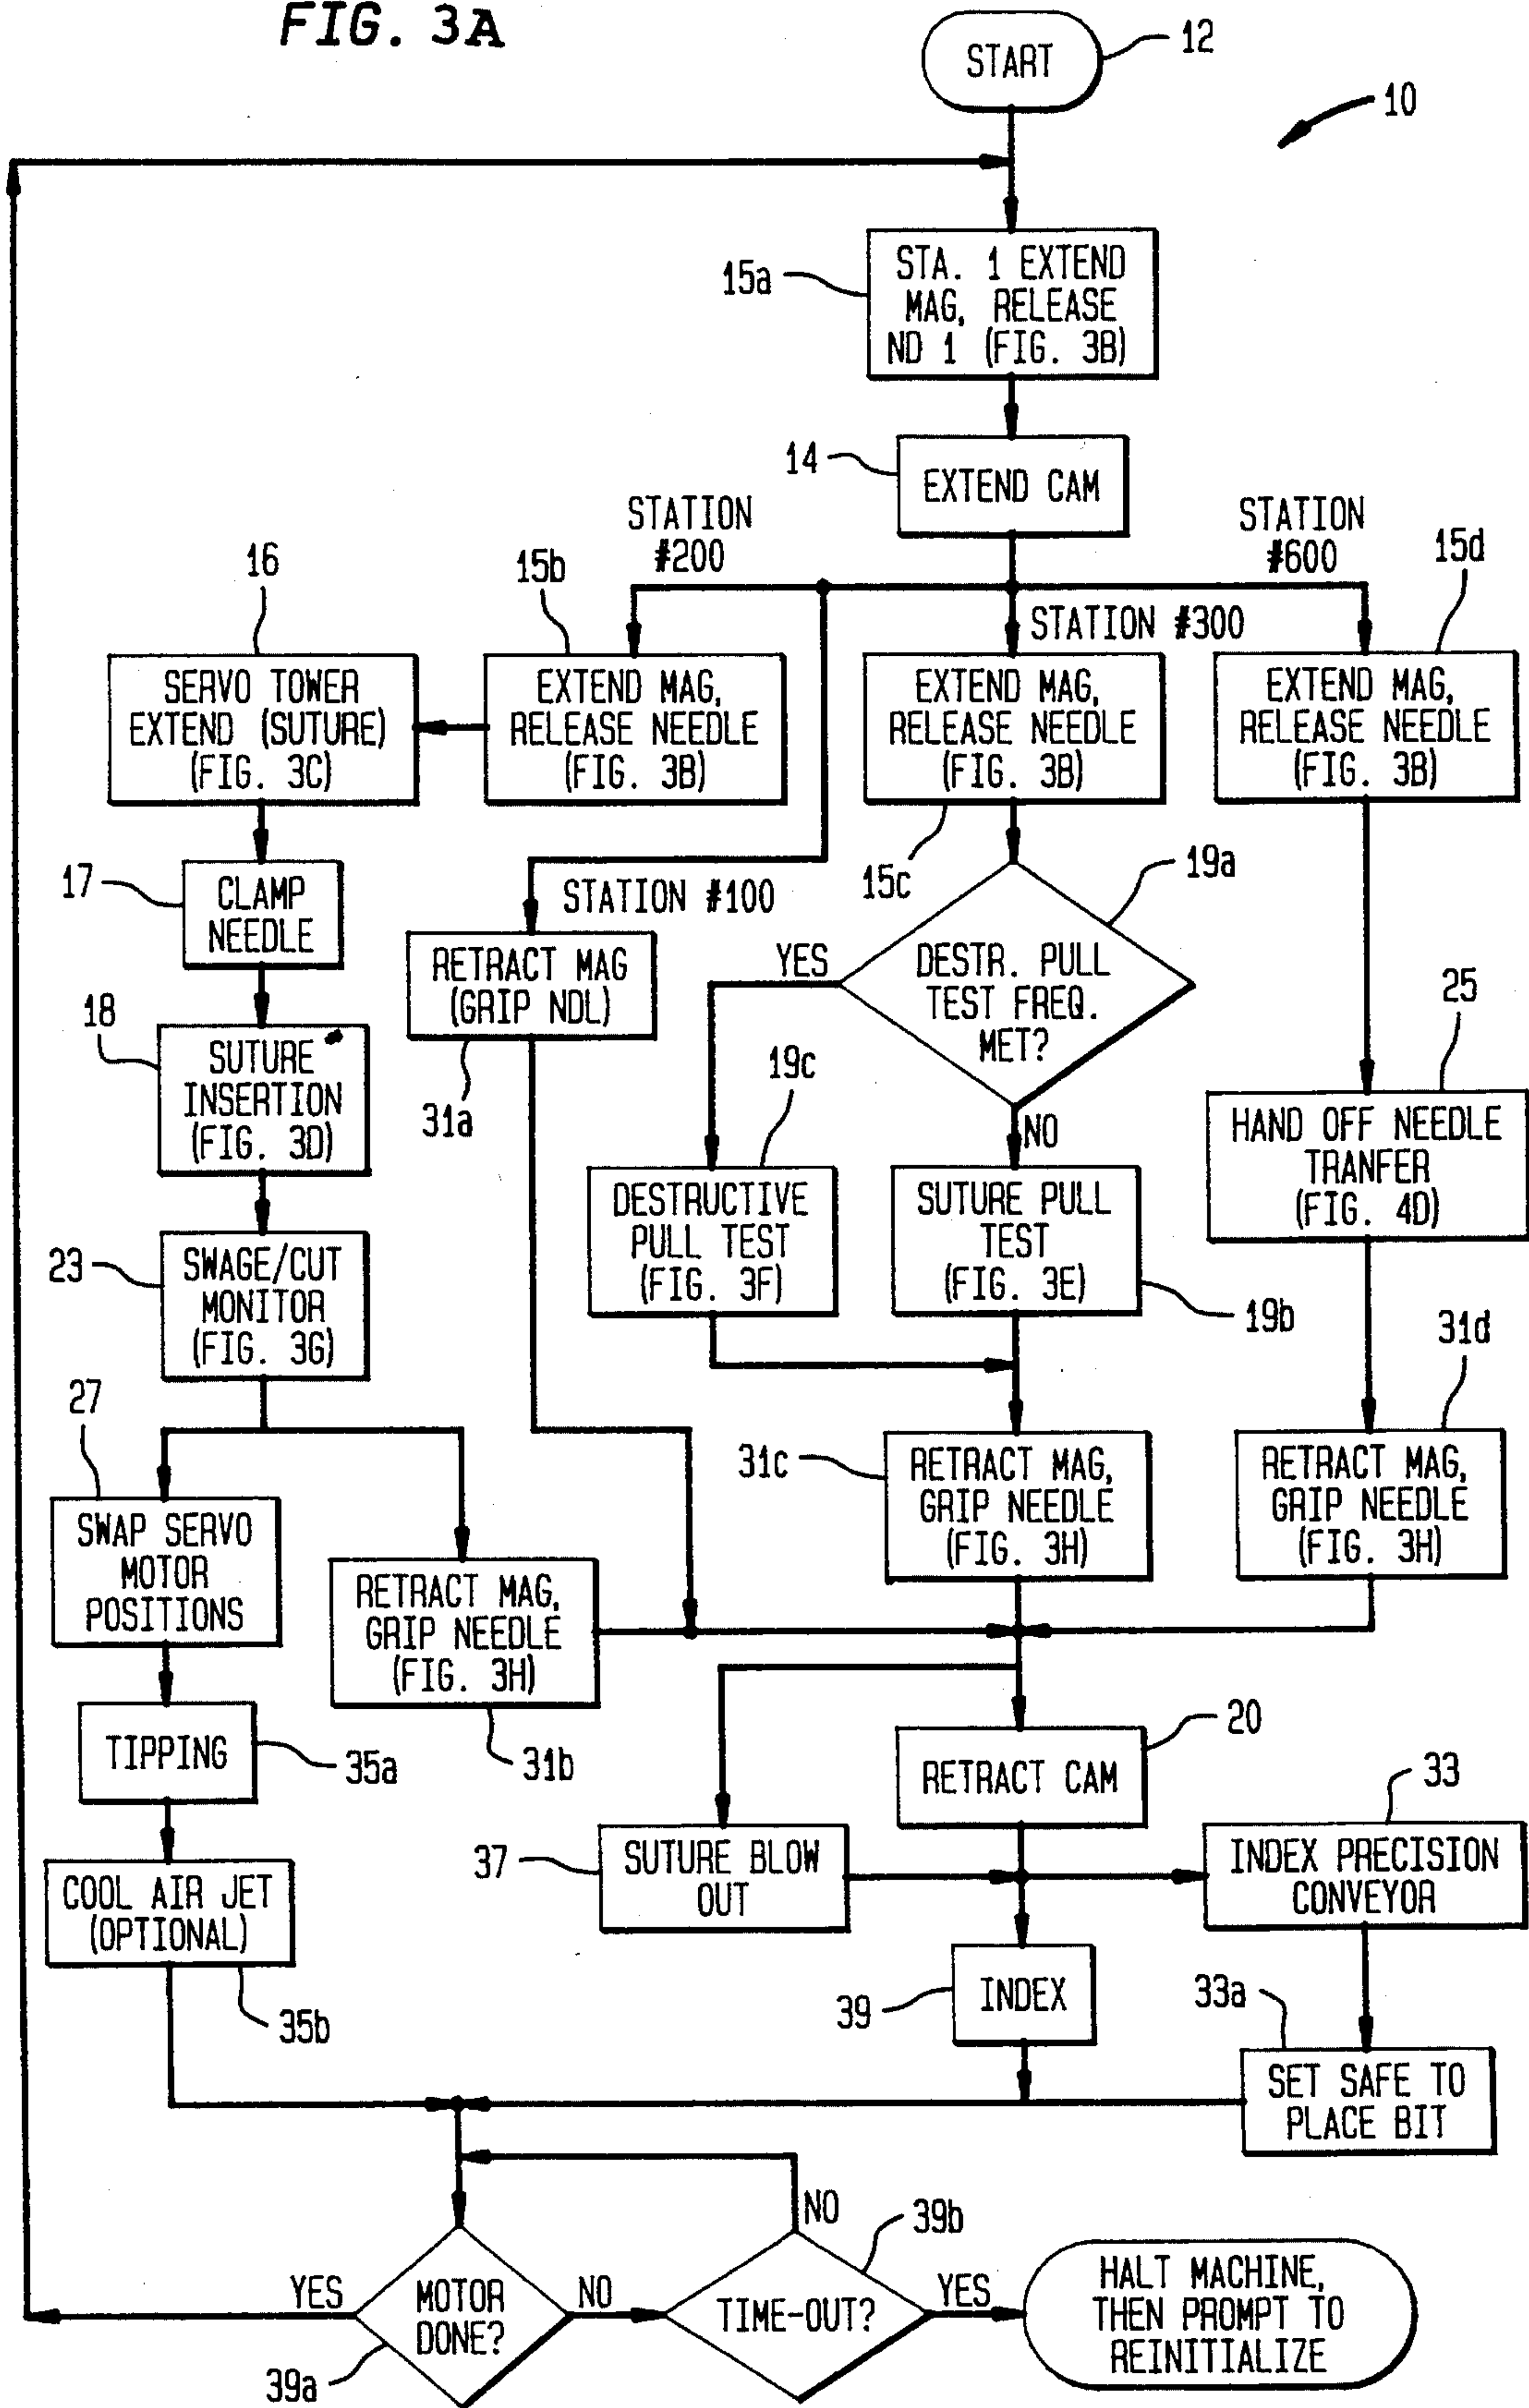 FIG. 3A
START
12
10
15a
STA. 1 EXTEND
MAG, RELEASE
ND 1 (FIG. 3B)
14
EXTEND CAM
STATION
#200
STATION
#600
16
15b
15d
STATION #300
SERVO TOWER
EXTEND (SUTURE)
(FIG. 3C)
EXTEND MAG,
RELEASE NEEDLE
(FIG. 3B)
EXTEND MAG,
RELEASE NEEDLE
(FIG. 3B)
EXTEND MAG,
RELEASE NEEDLE
(FIG. 3B)
17
CLAMP
NEEDLE
STATION #100
15c
19a
RETRACT MAG
(GRIP NDL)
31a
YES
DESTR. PULL
TEST FREQ.
MET?
NO
18
SUTURE
INSERTION
(FIG. 3D)
19c
25
DESTRUCTIVE
PULL TEST
(FIG. 3F)
SUTURE PULL
TEST
(FIG. 3E)
19b
HAND OFF NEEDLE
TRANFER
(FIG. 4D)
23
SWAGE/CUT
MONITOR
(FIG. 3G)
31d
27
31c
RETRACT MAG,
GRIP NEEDLE
(FIG. 3H)
RETRACT MAG,
GRIP NEEDLE
(FIG. 3H)
SWAP SERVO
MOTOR
POSITIONS
RETRACT MAG,
GRIP NEEDLE
(FIG. 3H)
31b
TIPPING
35a
20
RETRACT CAM
33
37
SUTURE BLOW
OUT
INDEX PRECISION
CONVEYOR
COOL AIR JET
(OPTIONAL)
35b
39
INDEX
33a
SET SAFE TO
PLACE BIT
NO
39b
YES
MOTOR
DONE?
39a
NO
TIME-OUT?
YES
HALT MACHINE,
THEN PROMPT TO
REINITIALIZE